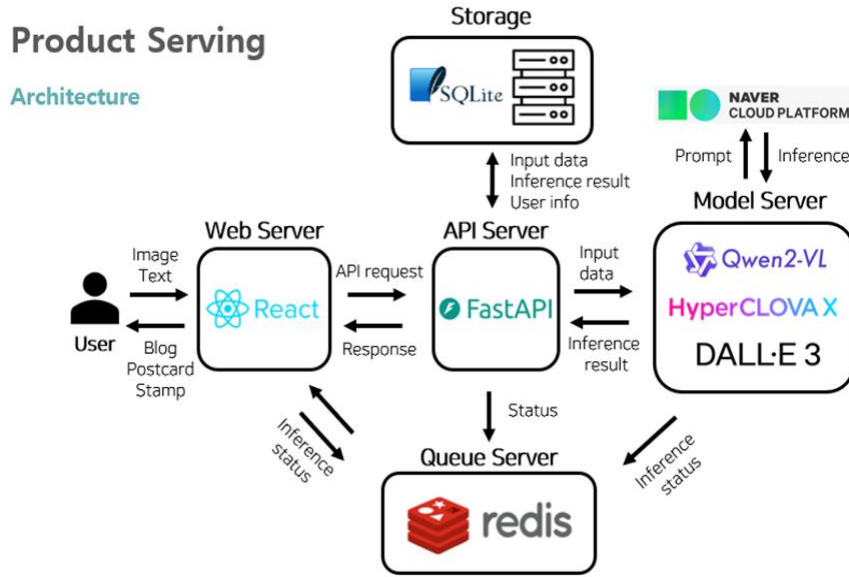 Product Serving
Architecture
Storage
SQLite
NAVER
CLOUD PLATFORM
Input data
Inference result
User info
Prompt
Inference
Model Server
Web Server
API Server
Image
Text
React
API request
FastAPI
Input
data
Qwen2-VL
HyperCLOVA X
DALL·E 3
User
Blog
Postcard
Stamp
Response
Inference
result
Status
Inference
status
Inference
status
Queue Server
redis